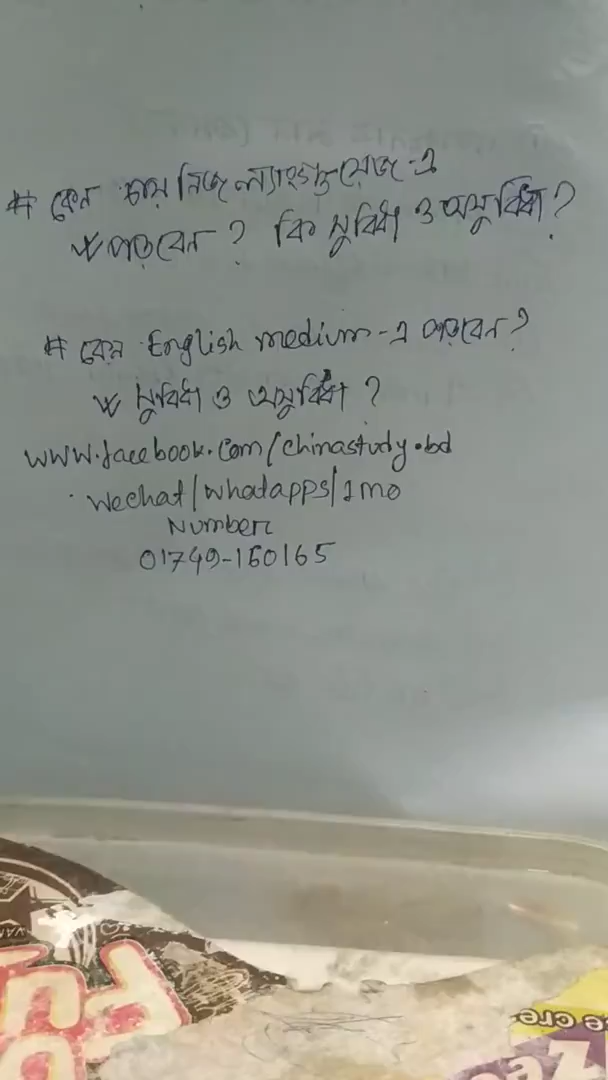 # কেন চায়নিজ ল্যাংগুয়েজ-এ
পড়বেন? কি সুবিধা ও অসুবিধা?
# কেন English medium-এ পড়বেন?
সুবিধা ও অসুবিধা ?
www.facebook.com/chinastudy.bd
wechat/whatapps/imo
Number
01749-160165